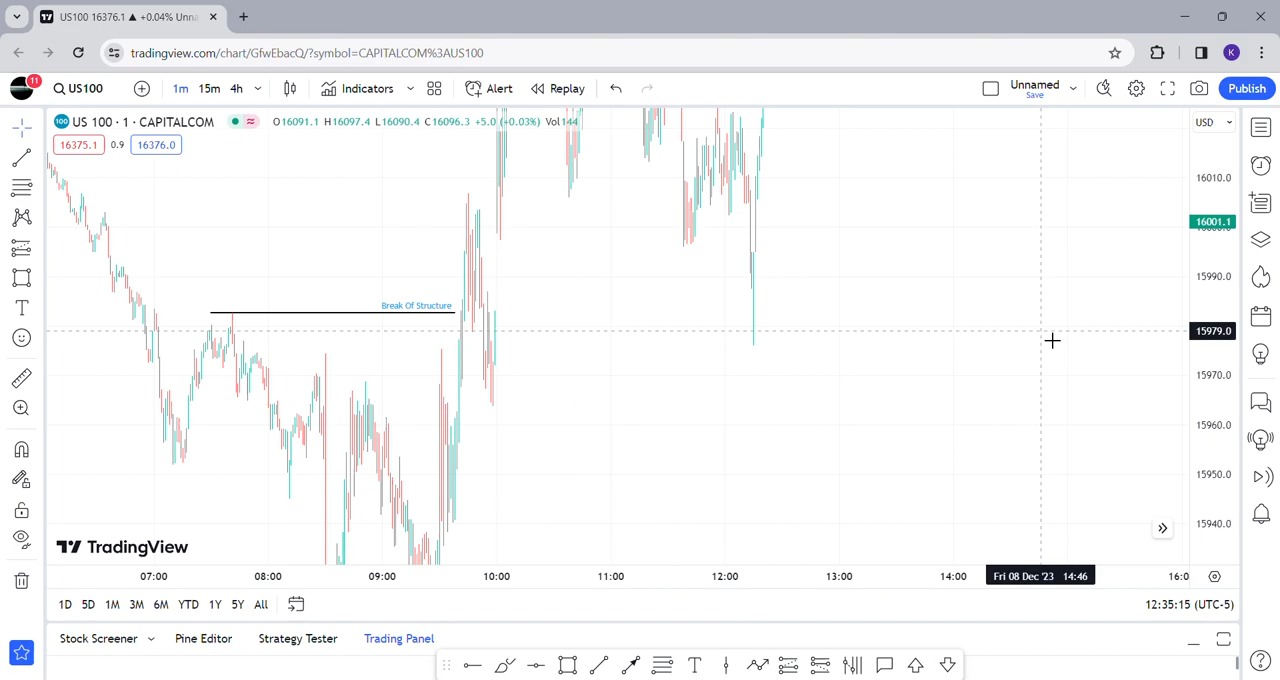 US100 16376.1 ▲ +0.04% Unna
tradingview.com/chart/GfwEbacQ/?symbol=CAPITALCOM%3AUS100
K
11
US100
1m 15m 4h
Indicators
Alert
Replay
Unnamed
Save
Publish
100 US 100 · 1 · CAPITALCOM
O16091.1 H16097.4 L16090.4 C16096.3 +5.0 (+0.03%) Vol144
USD
16375.1 0.9 16376.0
16010.0
16001.1
15990.0
Break Of Structure
15979.0
15970.0
15960.0
15950.0
15940.0
TradingView
07:00 08:00 09:00 10:00 11:00 12:00 13:00 14:00 Fri 08 Dec '23 14:46 16:0
1D 5D 1M 3M 6M YTD 1Y 5Y All
12:35:15 (UTC-5)
Stock Screener Pine Editor Strategy Tester Trading Panel